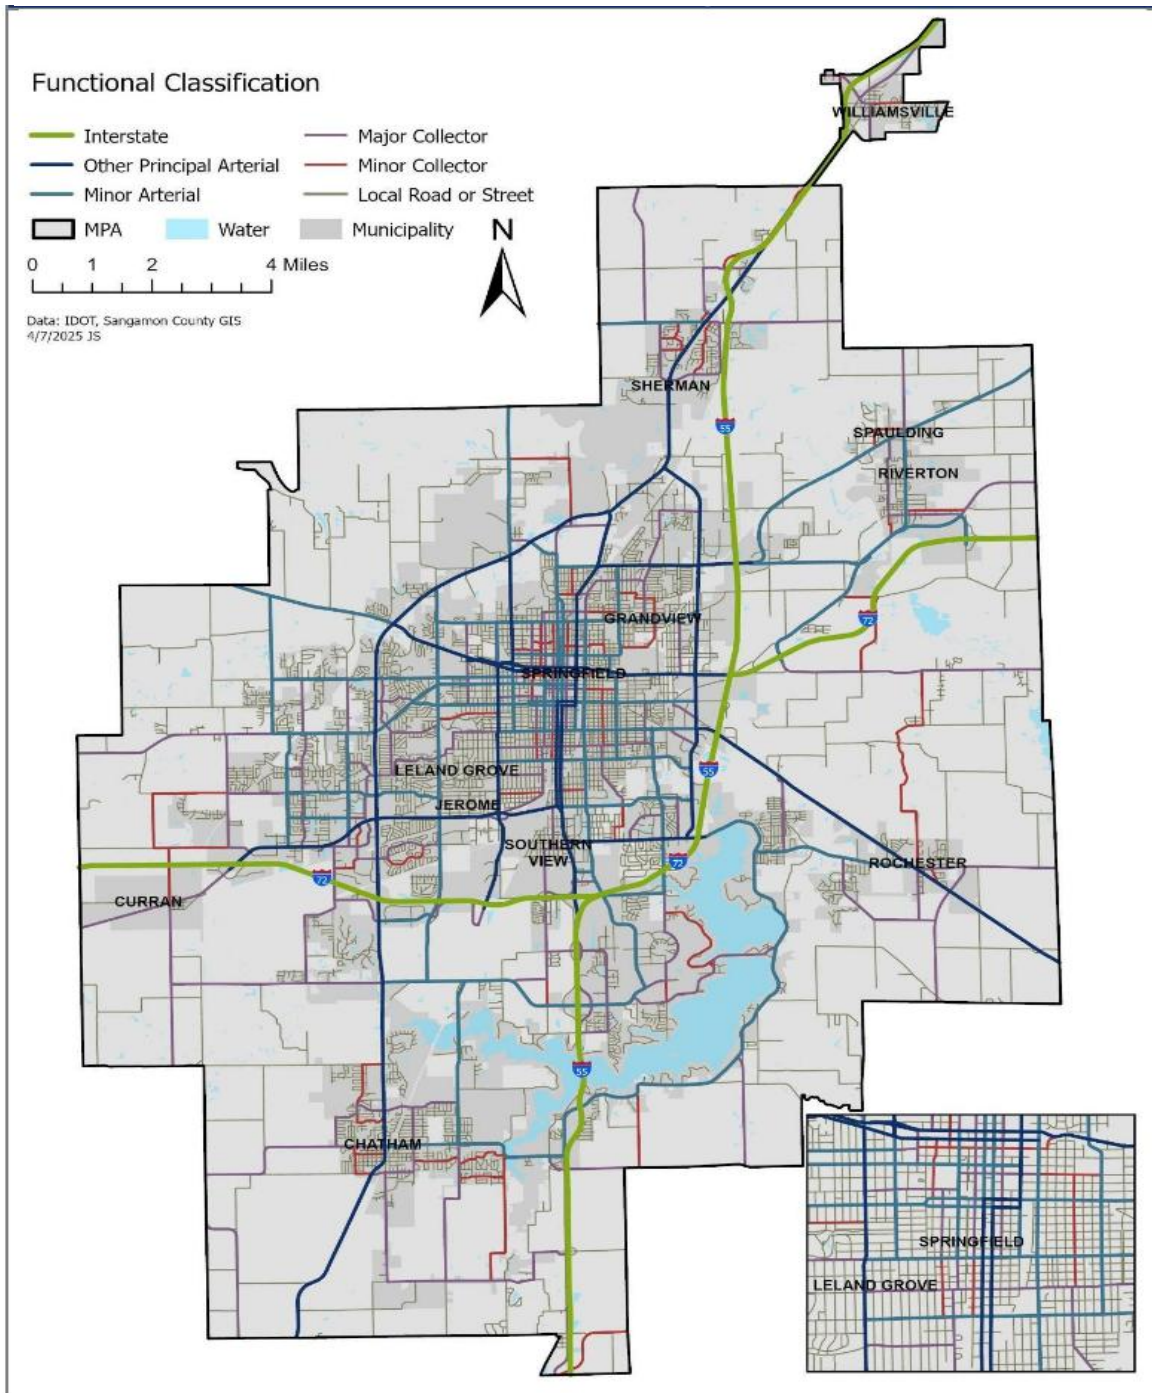 Functional Classification
Interstate
Major Collector
Other Principal Arterial
Minor Collector
Minor Arterial
Local Road or Street
MPA
Water
Municipality
N
0 1 2 4 Miles
Data: IDOT, Sangamon County GIS
4/7/2025 JS
WILLIAMSVILLE
SHERMAN
55
SPAULDING
RIVERTON
GRANDVIEW
72
SPRINGFIELD
LELAND GROVE
55
JEROME
SOUTHERN
VIEW
72
ROCHESTER
72
CURRAN
55
CHATHAM
SPRINGFIELD
LELAND GROVE